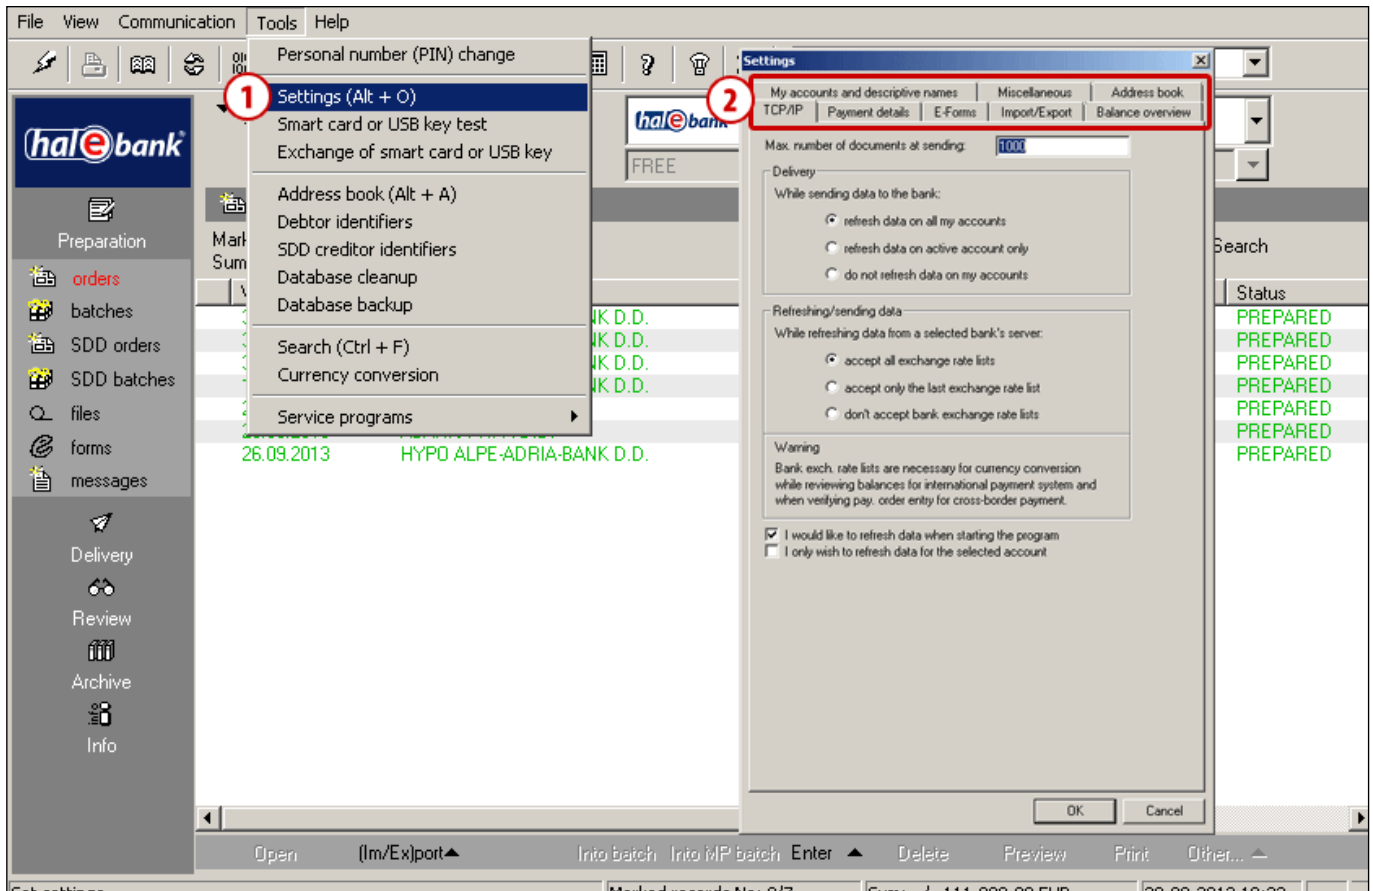 File View Communication Tools Help
Personal number (PIN) change
1 Settings (Alt + O)
Smart card or USB key test
Exchange of smart card or USB key
Address book (Alt + A)
Debtor identifiers
SDD creditor identifiers
Database cleanup
Database backup
Search (Ctrl + F)
Currency conversion
Service programs
hal@bank
Preparation
orders
batches
SDD orders
SDD batches
files
forms
messages
Delivery
Review
Archive
Info
hal@bank
FREE
Search
Status
K D.D. PREPARED
K D.D. PREPARED
K D.D. PREPARED
K D.D. PREPARED
PREPARED
PREPARED
26.09.2013 HYPO ALPE-ADRIA-BANK D.D. PREPARED
Settings
2
My accounts and descriptive names Miscellaneous Address book
TCP/IP Payment details E-Forms Import/Export Balance overview
Max. number of documents at sending: 1000
Delivery
While sending data to the bank:
refresh data on all my accounts
refresh data on active account only
do not refresh data on my accounts
Refreshing/sending data
While refreshing data from a selected bank's server:
accept all exchange rate lists
accept only the last exchange rate list
don't accept bank exchange rate lists
Warning
Bank exch. rate lists are necessary for currency conversion
while reviewing balances for international payment system and
when verifying pay. order entry for cross-border payment.
I would like to refresh data when starting the program
I only wish to refresh data for the selected account
OK Cancel
Open (Im/Ex)port Into batch Into MP batch Enter Delete Preview Print Other...